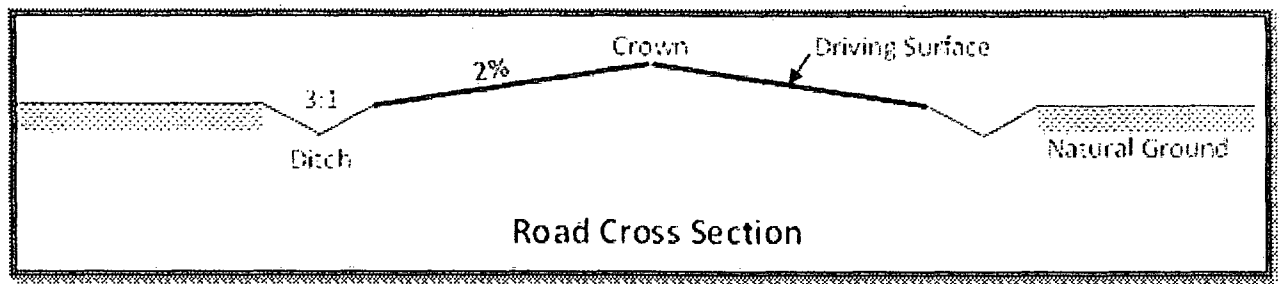 Crown
Driving Surface
2%
3:1
Ditch
Natural Ground
Road Cross Section